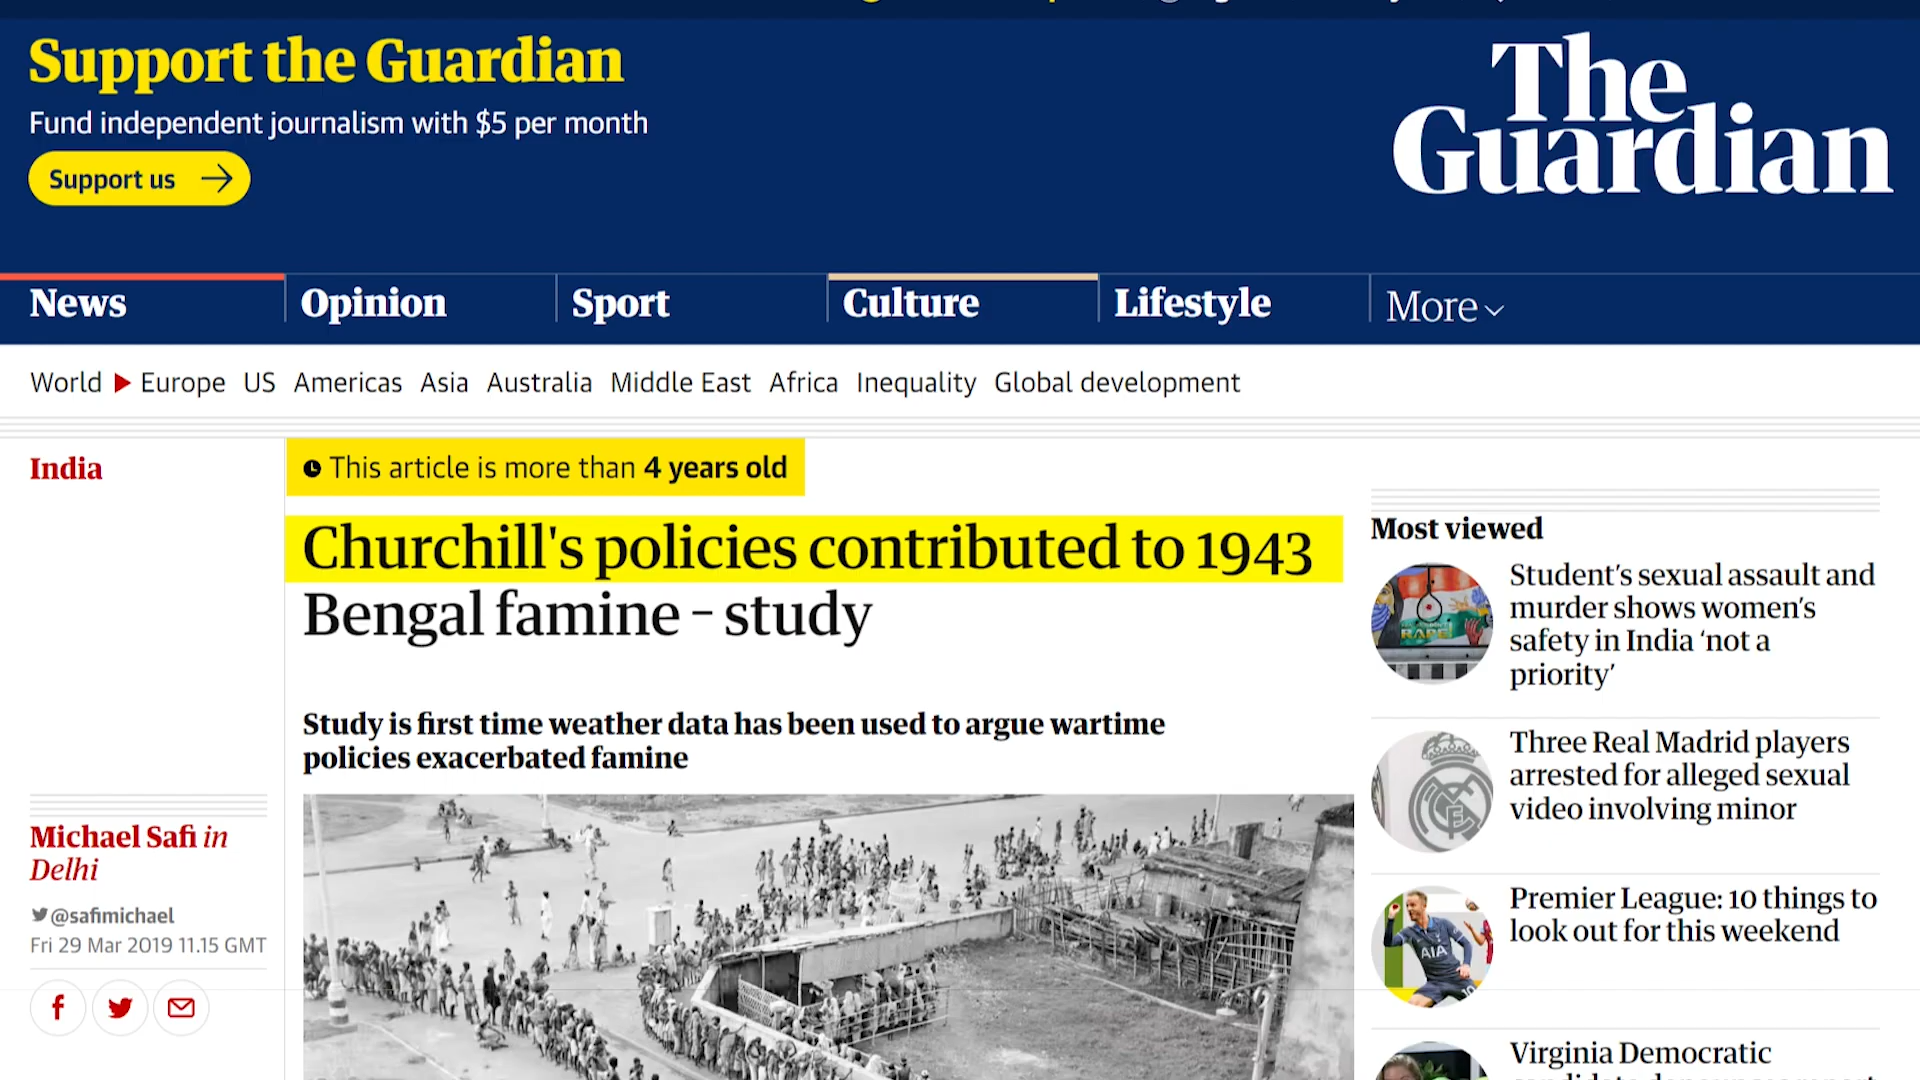 Support the Guardian
Fund independent journalism with $5 per month
Support us
The
Guardian
News
Opinion
Sport
Culture
Lifestyle
More
World
Europe
US
Americas
Asia
Australia
Middle East
Africa
Inequality
Global development
India
This article is more than 4 years old
Churchill's policies contributed to 1943
Bengal famine – study
Study is first time weather data has been used to argue wartime
policies exacerbated famine
Michael Safi in
Delhi
@safimichael
Fri 29 Mar 2019 11.15 GMT
Most viewed
Student’s sexual assault and
murder shows women’s
safety in India ‘not a
priority’
RAPE
Three Real Madrid players
arrested for alleged sexual
video involving minor
Premier League: 10 things to
look out for this weekend
AIA
Virginia Democratic